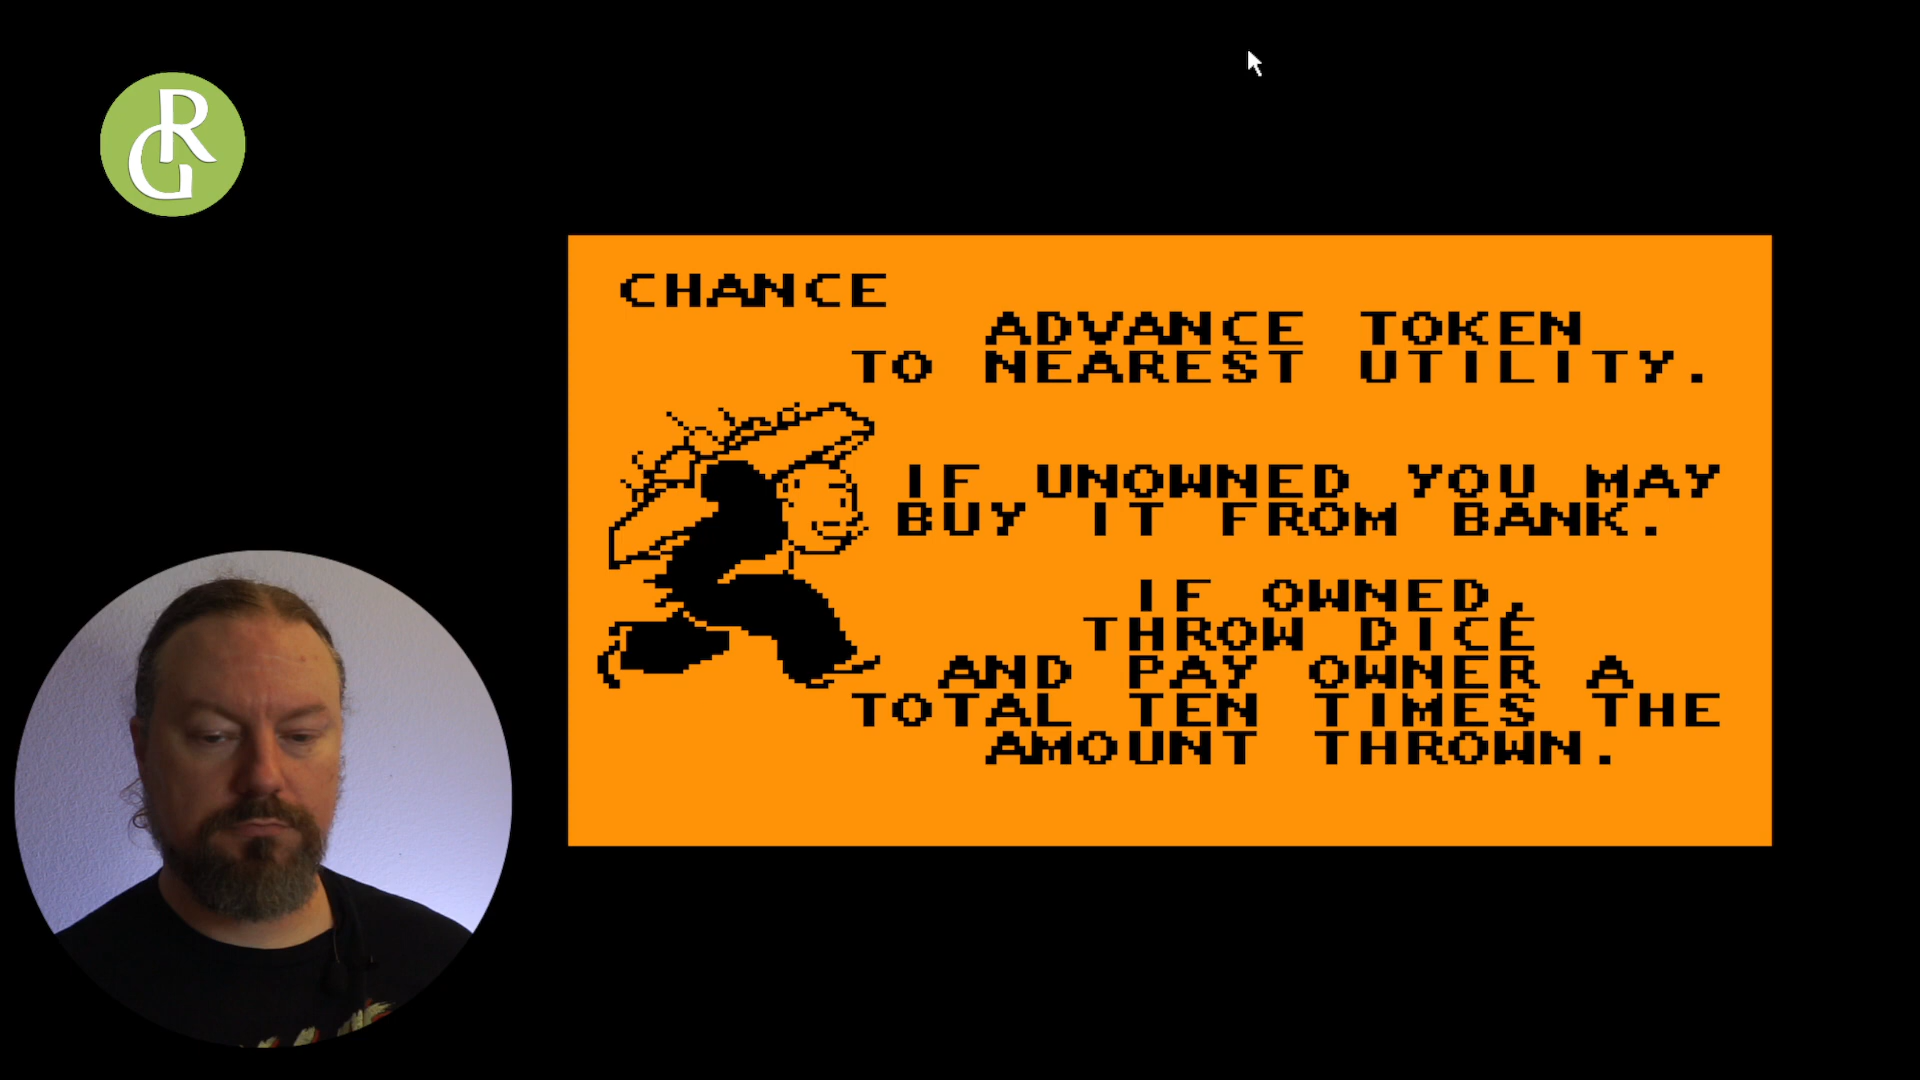 RG
CHANCE
ADVANCE TOKEN
TO NEAREST UTILITY.
IF UNOWNED YOU MAY
BUY IT FROM BANK.
IF OWNED,
THROW DICE
AND PAY OWNER A
TOTAL TEN TIMES THE
AMOUNT THROWN.